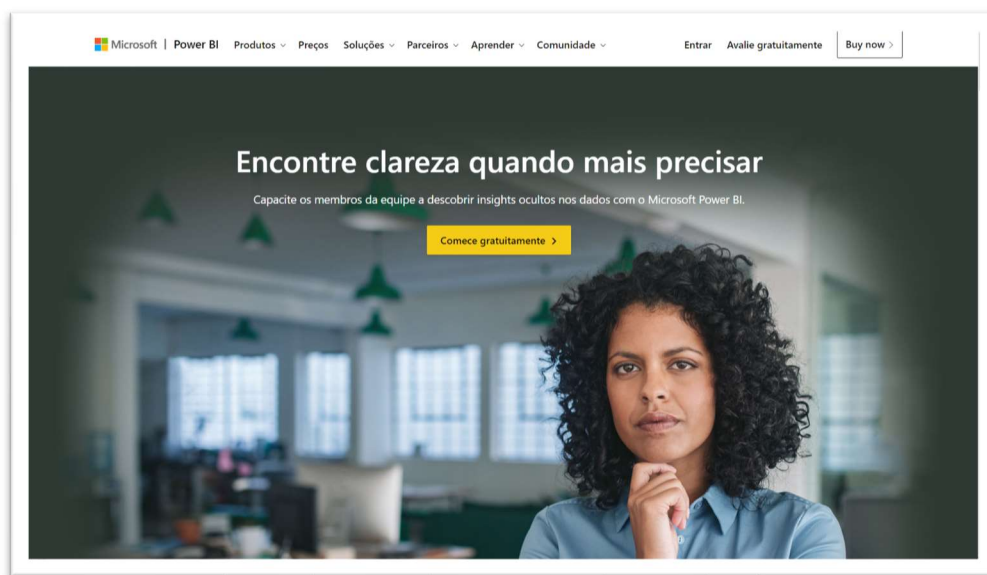 Microsoft | Power BI Produtos Preços Soluções Parceiros Aprender Comunidade Entrar Avalie gratuitamente Buy now >
Encontre clareza quando mais precisar
Capacite os membros da equipe a descobrir insights ocultos nos dados com o Microsoft Power BI.
Comece gratuitamente >